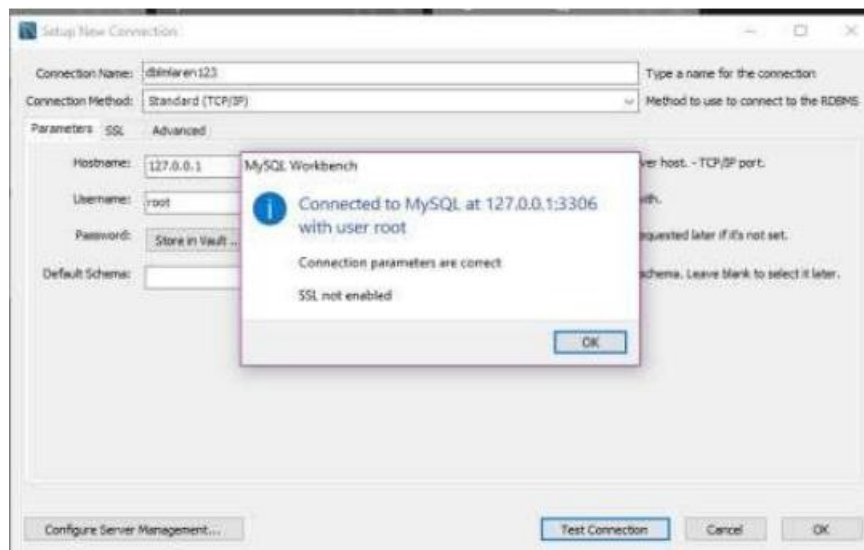 Setup New Connection
Connection Name:
Type a name for the connection
Connection Method: Standard (TCP/IP)
Method to use to connect to the RDBMS
Parameters SSL Advanced
Hostname: 127.0.0.1
ver host. - TCP/IP port.
Username: root
ith.
Password: Store in Vault ..
equested later if it's not set.
Default Schema:
schema. Leave blank to select it later.
MySQL Workbench
Connected to MySQL at 127.0.0.1:3306
with user root
Connection parameters are correct
SSL not enabled
OK
Configure Server Management...
Test Connection
Cancel
OK